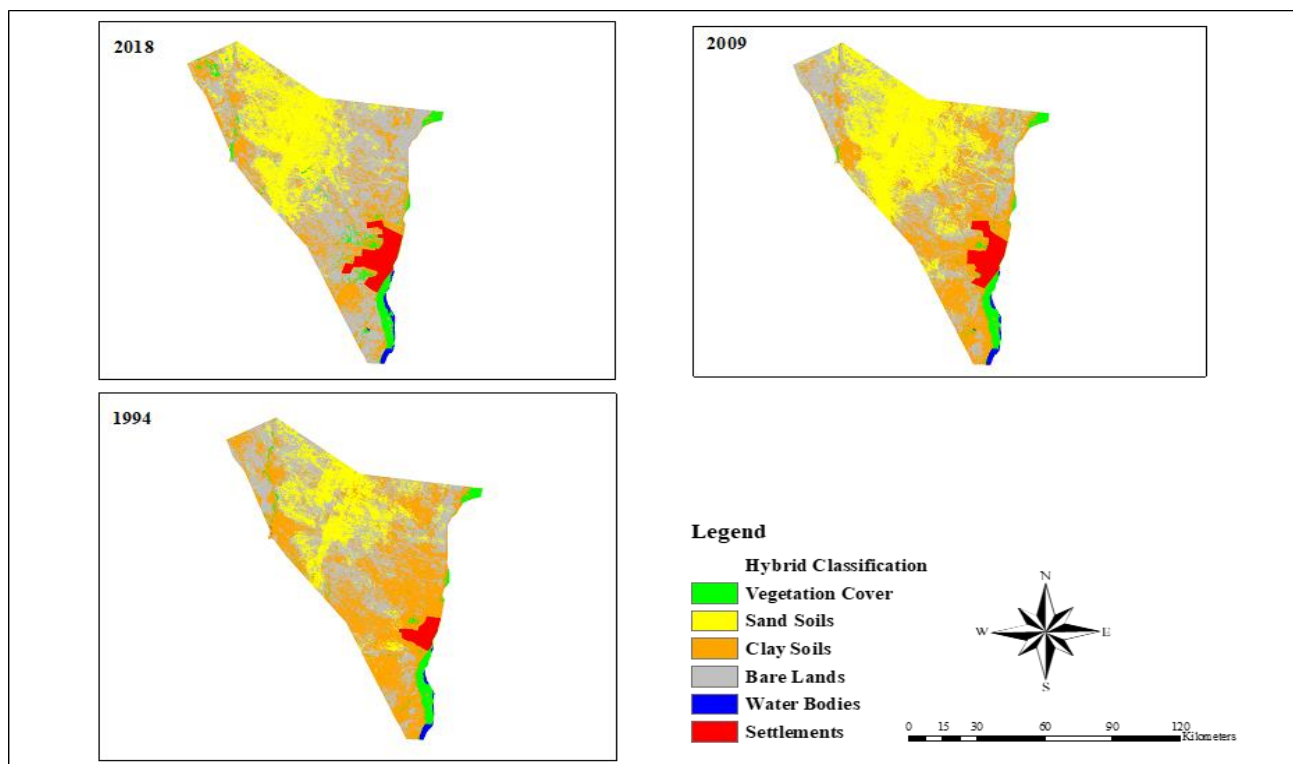 2018
2009
1994
Legend
Hybrid Classification
Vegetation Cover
Sand Soils
Clay Soils
Bare Lands
Water Bodies
Settlements
N
W E
S
0 15 30 60 90 120
Kilometers